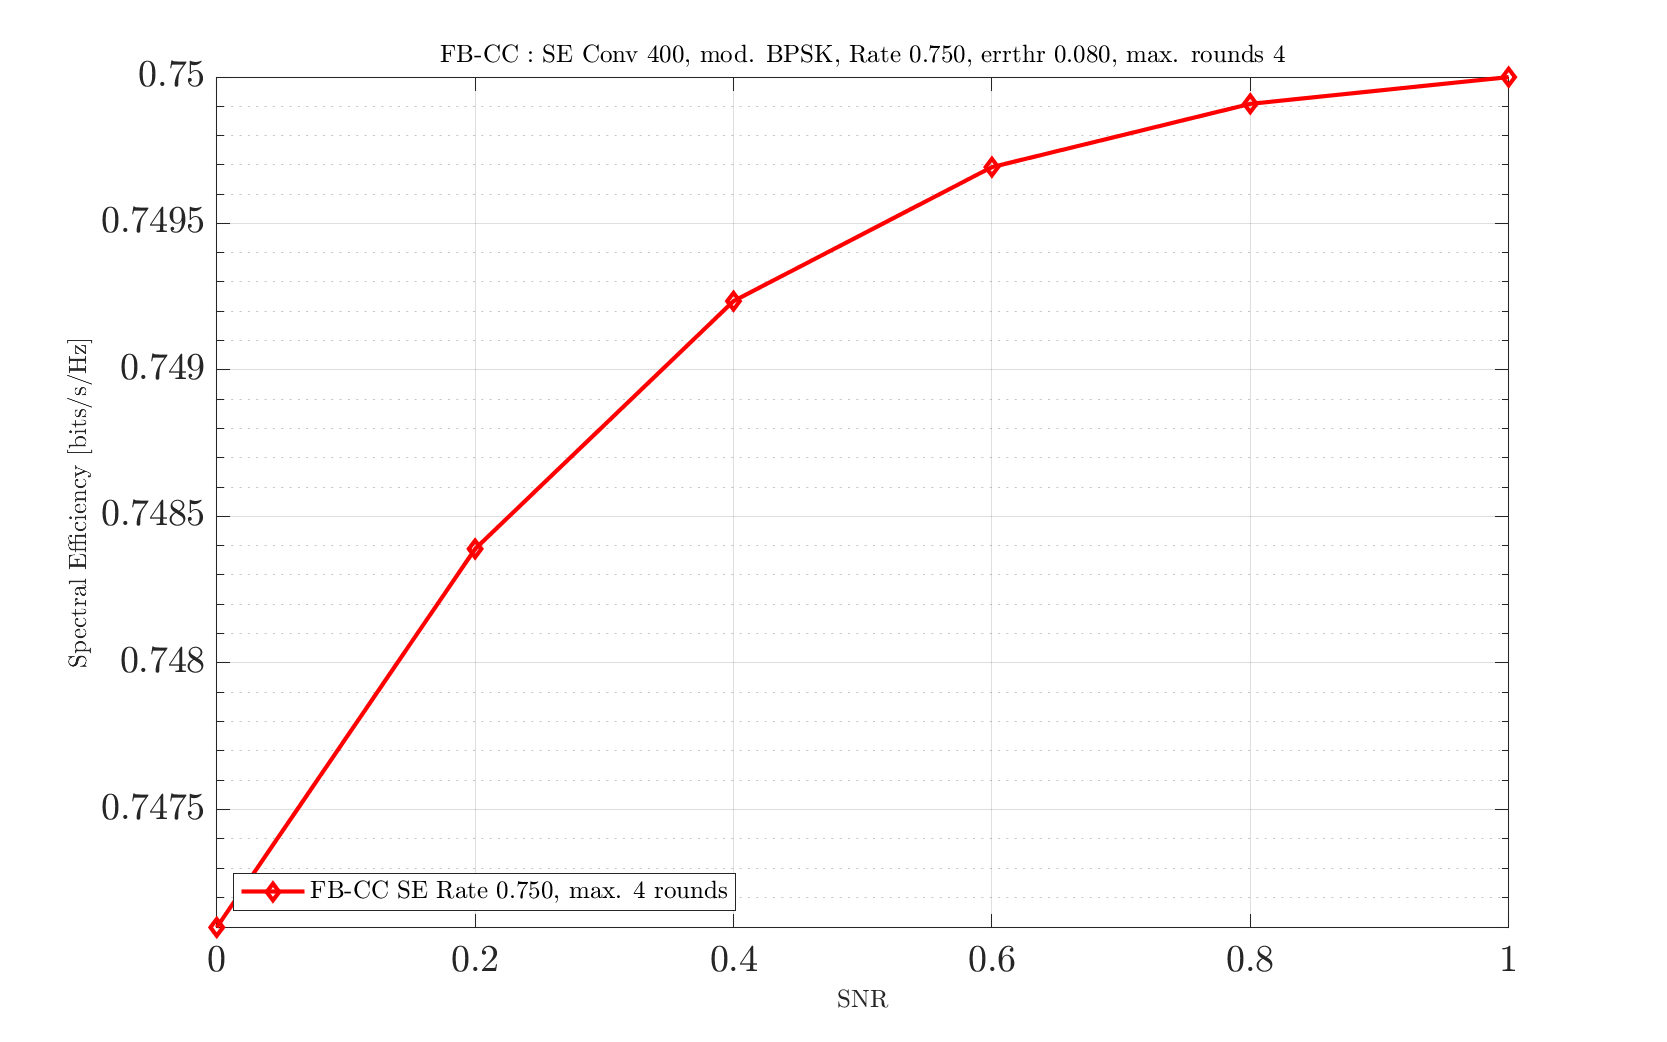 FB-CC : SE Conv 400, mod. BPSK, Rate 0.750, errthr 0.080, max. rounds 4
0.75
0.7495
0.749
0.7485
0.748
0.7475
Spectral Efficiency [bits/s/Hz]
FB-CC SE Rate 0.750, max. 4 rounds
0 0.2 0.4 0.6 0.8 1
SNR